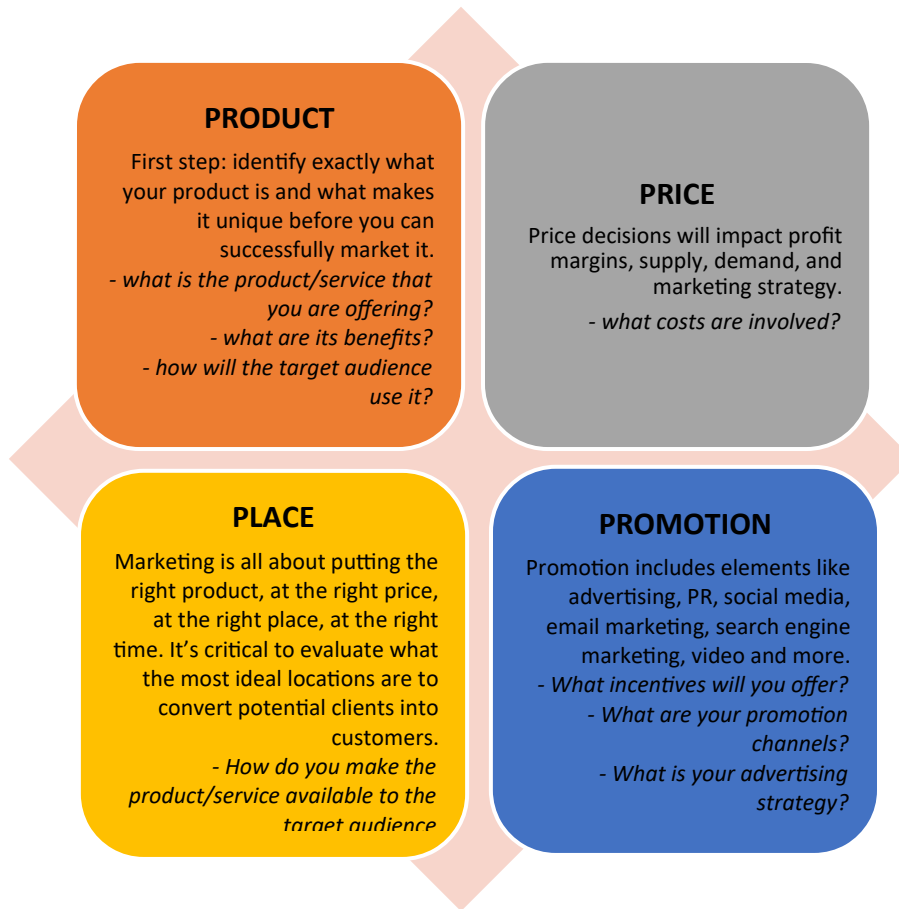 PRODUCT
First step: identify exactly what
your product is and what makes
it unique before you can
successfully market it.
- what is the product/service that
you are offering?
- what are its benefits?
- how will the target audience
use it?
PRICE
Price decisions will impact profit
margins, supply, demand, and
marketing strategy.
- what costs are involved?
PLACE
Marketing is all about putting the
right product, at the right price,
at the right place, at the right
time. It’s critical to evaluate what
the most ideal locations are to
convert potential clients into
customers.
- How do you make the
product/service available to the
target audience
PROMOTION
Promotion includes elements like
advertising, PR, social media,
email marketing, search engine
marketing, video and more.
- What incentives will you offer?
- What are your promotion
channels?
- What is your advertising
strategy?